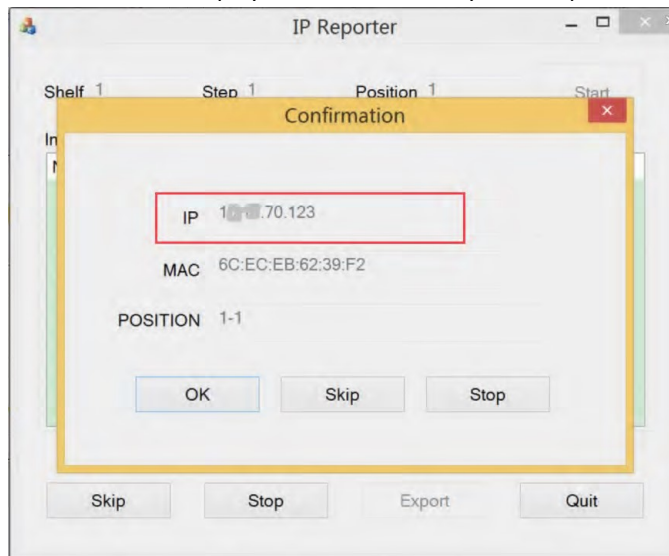 IP Reporter
Shelf 1 Step 1 Position 1 Start
Confirmation
In
IP .70.123
MAC 6C:EC:EB:62:39:F2
POSITION 1-1
OK Skip Stop
Skip Stop Export Quit